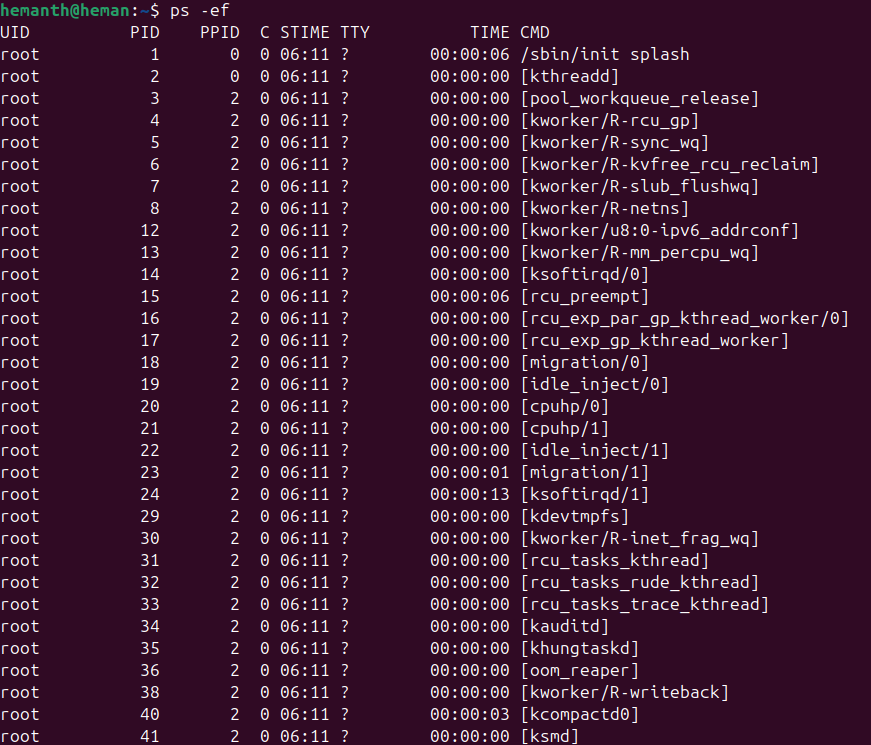 hemanth@heman:~$ ps -ef
UID          PID    PPID  C STIME TTY          TIME CMD
root           1       0  0 06:11 ?        00:00:06 /sbin/init splash
root           2       0  0 06:11 ?        00:00:00 [kthreadd]
root           3       2  0 06:11 ?        00:00:00 [pool_workqueue_release]
root           4       2  0 06:11 ?        00:00:00 [kworker/R-rcu_gp]
root           5       2  0 06:11 ?        00:00:00 [kworker/R-sync_wq]
root           6       2  0 06:11 ?        00:00:00 [kworker/R-kvfree_rcu_reclaim]
root           7       2  0 06:11 ?        00:00:00 [kworker/R-slub_flushwq]
root           8       2  0 06:11 ?        00:00:00 [kworker/R-netns]
root          12       2  0 06:11 ?        00:00:00 [kworker/u8:0-ipv6_addrconf]
root          13       2  0 06:11 ?        00:00:00 [kworker/R-mm_percpu_wq]
root          14       2  0 06:11 ?        00:00:00 [ksoftirqd/0]
root          15       2  0 06:11 ?        00:00:06 [rcu_preempt]
root          16       2  0 06:11 ?        00:00:00 [rcu_exp_par_gp_kthread_worker/0]
root          17       2  0 06:11 ?        00:00:00 [rcu_exp_gp_kthread_worker]
root          18       2  0 06:11 ?        00:00:00 [migration/0]
root          19       2  0 06:11 ?        00:00:00 [idle_inject/0]
root          20       2  0 06:11 ?        00:00:00 [cpuhp/0]
root          21       2  0 06:11 ?        00:00:00 [cpuhp/1]
root          22       2  0 06:11 ?        00:00:00 [idle_inject/1]
root          23       2  0 06:11 ?        00:00:01 [migration/1]
root          24       2  0 06:11 ?        00:00:13 [ksoftirqd/1]
root          29       2  0 06:11 ?        00:00:00 [kdevtmpfs]
root          30       2  0 06:11 ?        00:00:00 [kworker/R-inet_frag_wq]
root          31       2  0 06:11 ?        00:00:00 [rcu_tasks_kthread]
root          32       2  0 06:11 ?        00:00:00 [rcu_tasks_rude_kthread]
root          33       2  0 06:11 ?        00:00:00 [rcu_tasks_trace_kthread]
root          34       2  0 06:11 ?        00:00:00 [kauditd]
root          35       2  0 06:11 ?        00:00:00 [khungtaskd]
root          36       2  0 06:11 ?        00:00:00 [oom_reaper]
root          38       2  0 06:11 ?        00:00:00 [kworker/R-writeback]
root          40       2  0 06:11 ?        00:00:03 [kcompactd0]
root          41       2  0 06:11 ?        00:00:00 [ksmd]